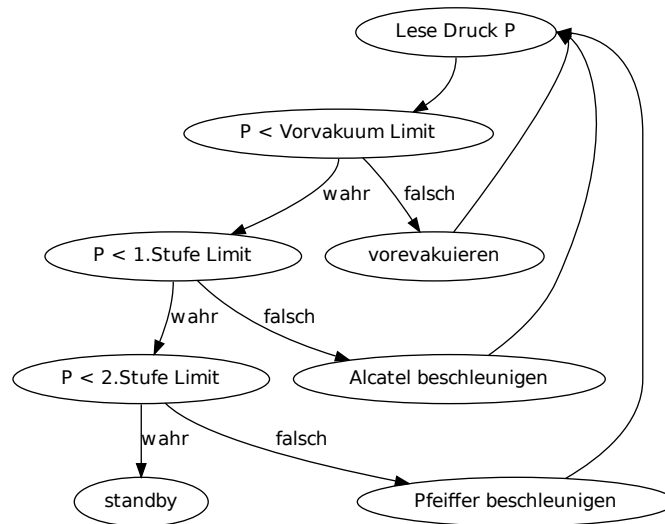 Lese Druck P
P < Vorvakuum Limit
wahr
falsch
P < 1.Stufe Limit
vorevakuieren
wahr
falsch
P < 2.Stufe Limit
Alcatel beschleunigen
wahr
falsch
standby
Pfeiffer beschleunigen